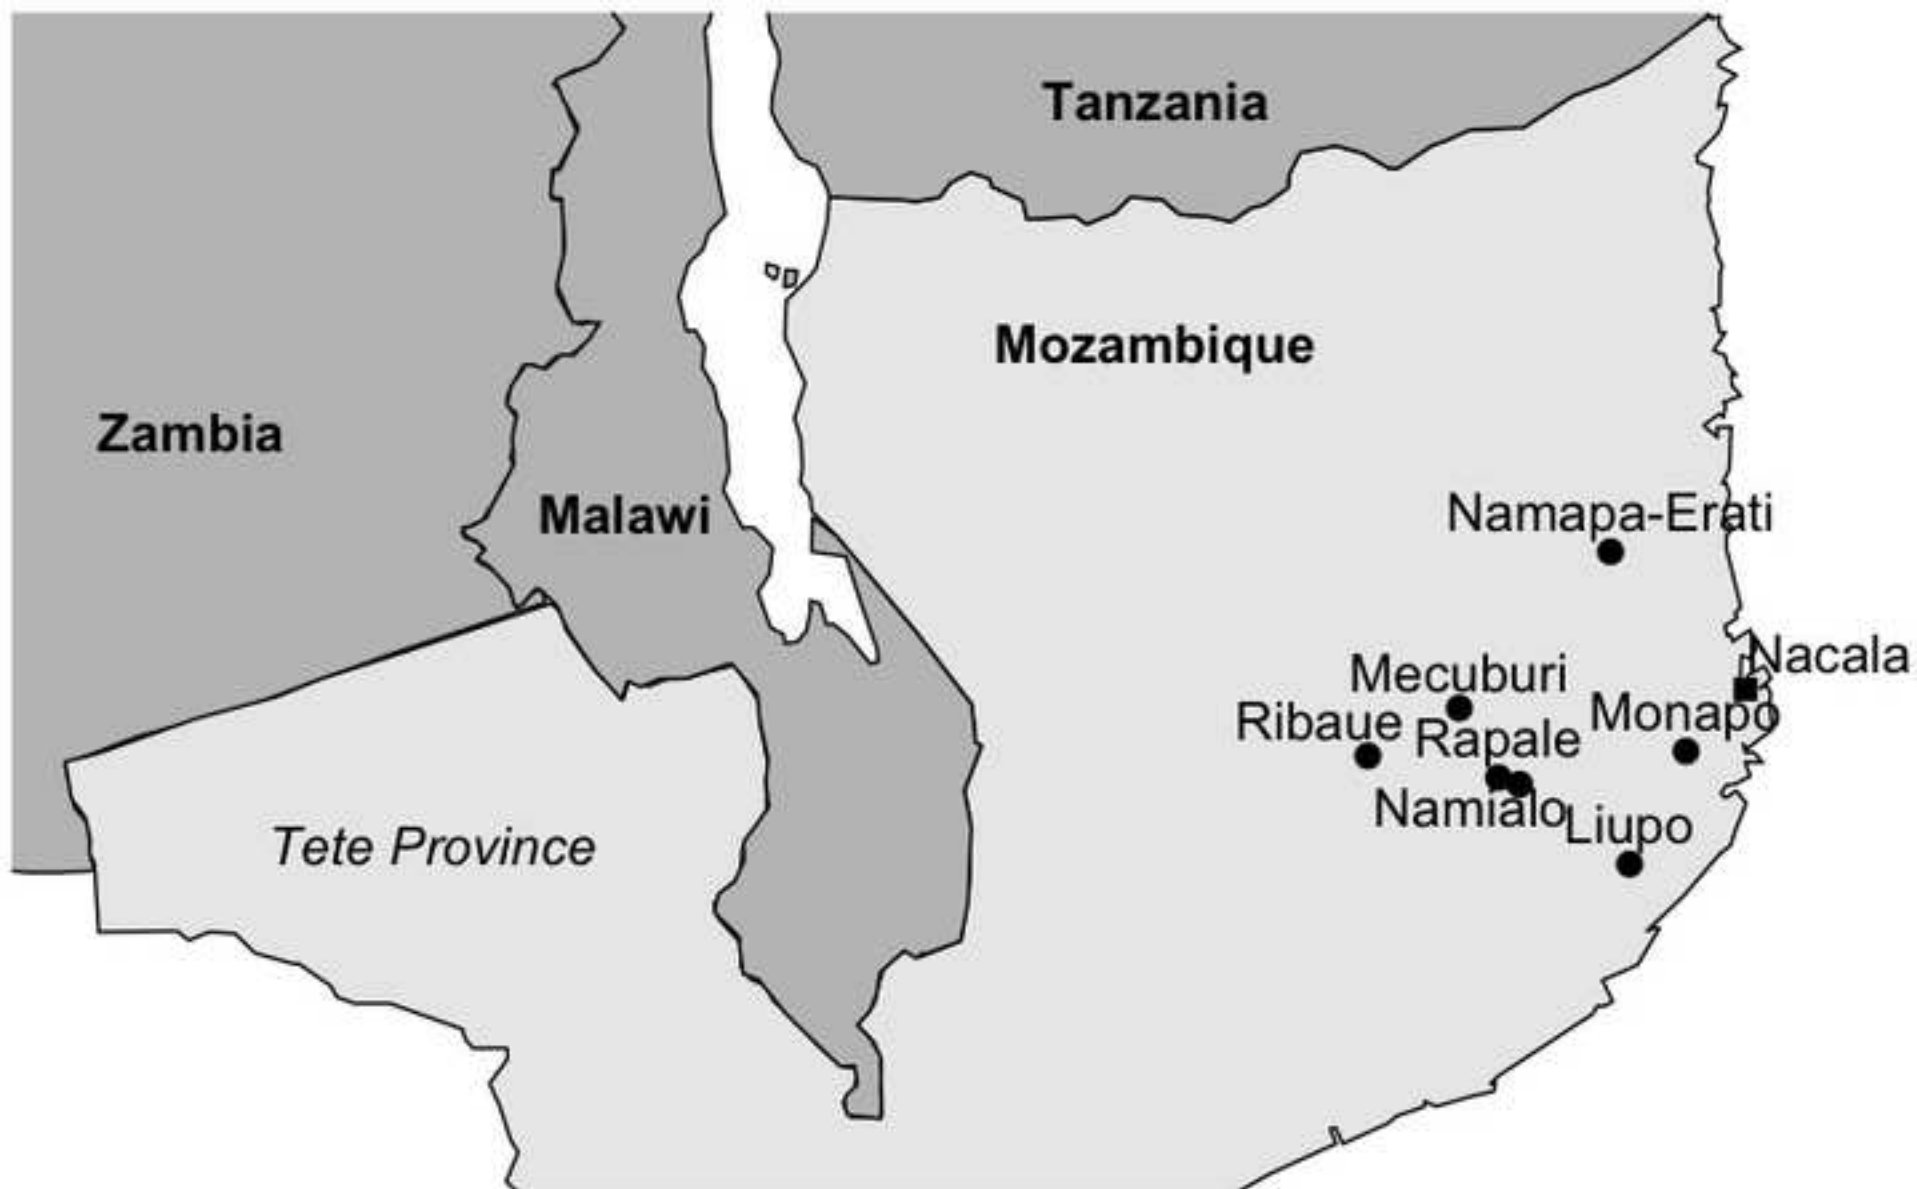 Tanzania
Mozambique
Zambia
Malawi
Namapa-Erati
Nacala
Mecuburi
Monapo
Ribaue
Rapale
Namialo
Liupo
Tete Province